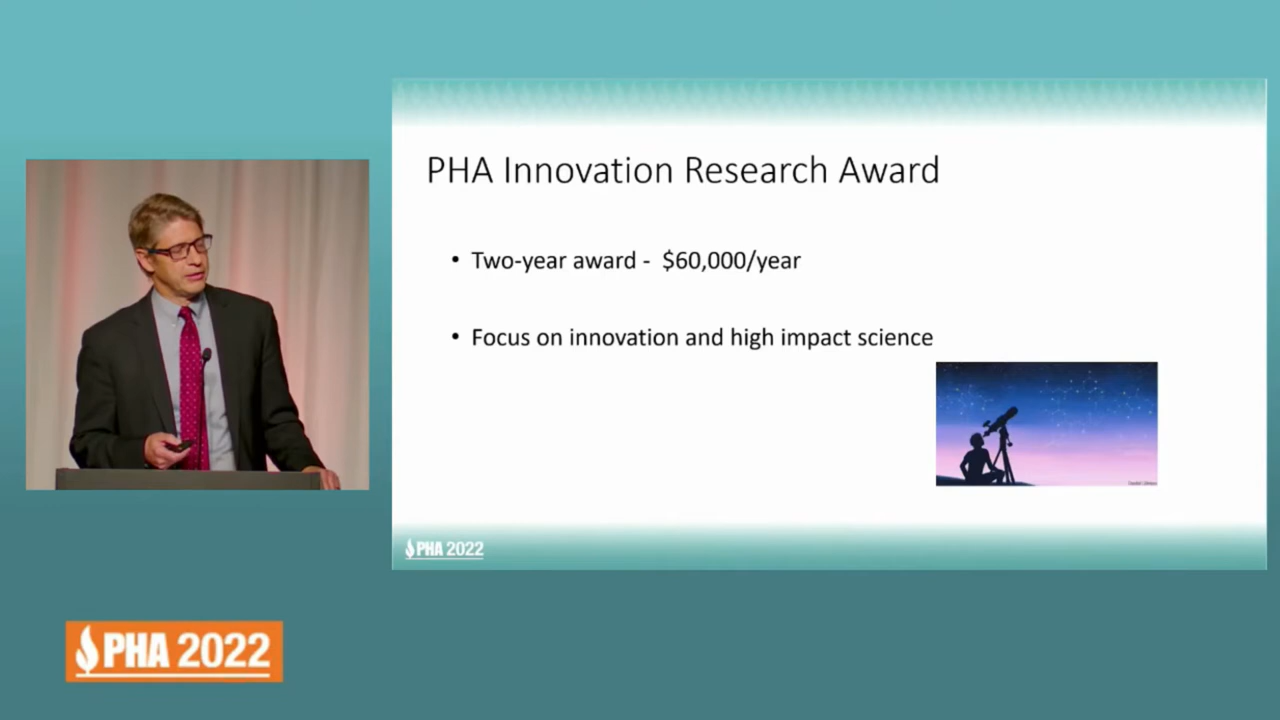 PHA Innovation Research Award
• Two-year award -  $60,000/year
• Focus on innovation and high impact science
PHA 2022
PHA 2022